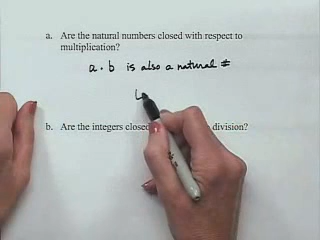 a. Are the natural numbers closed with respect to
multiplication?
a · b is also a natural #
b. Are the integers closed division?